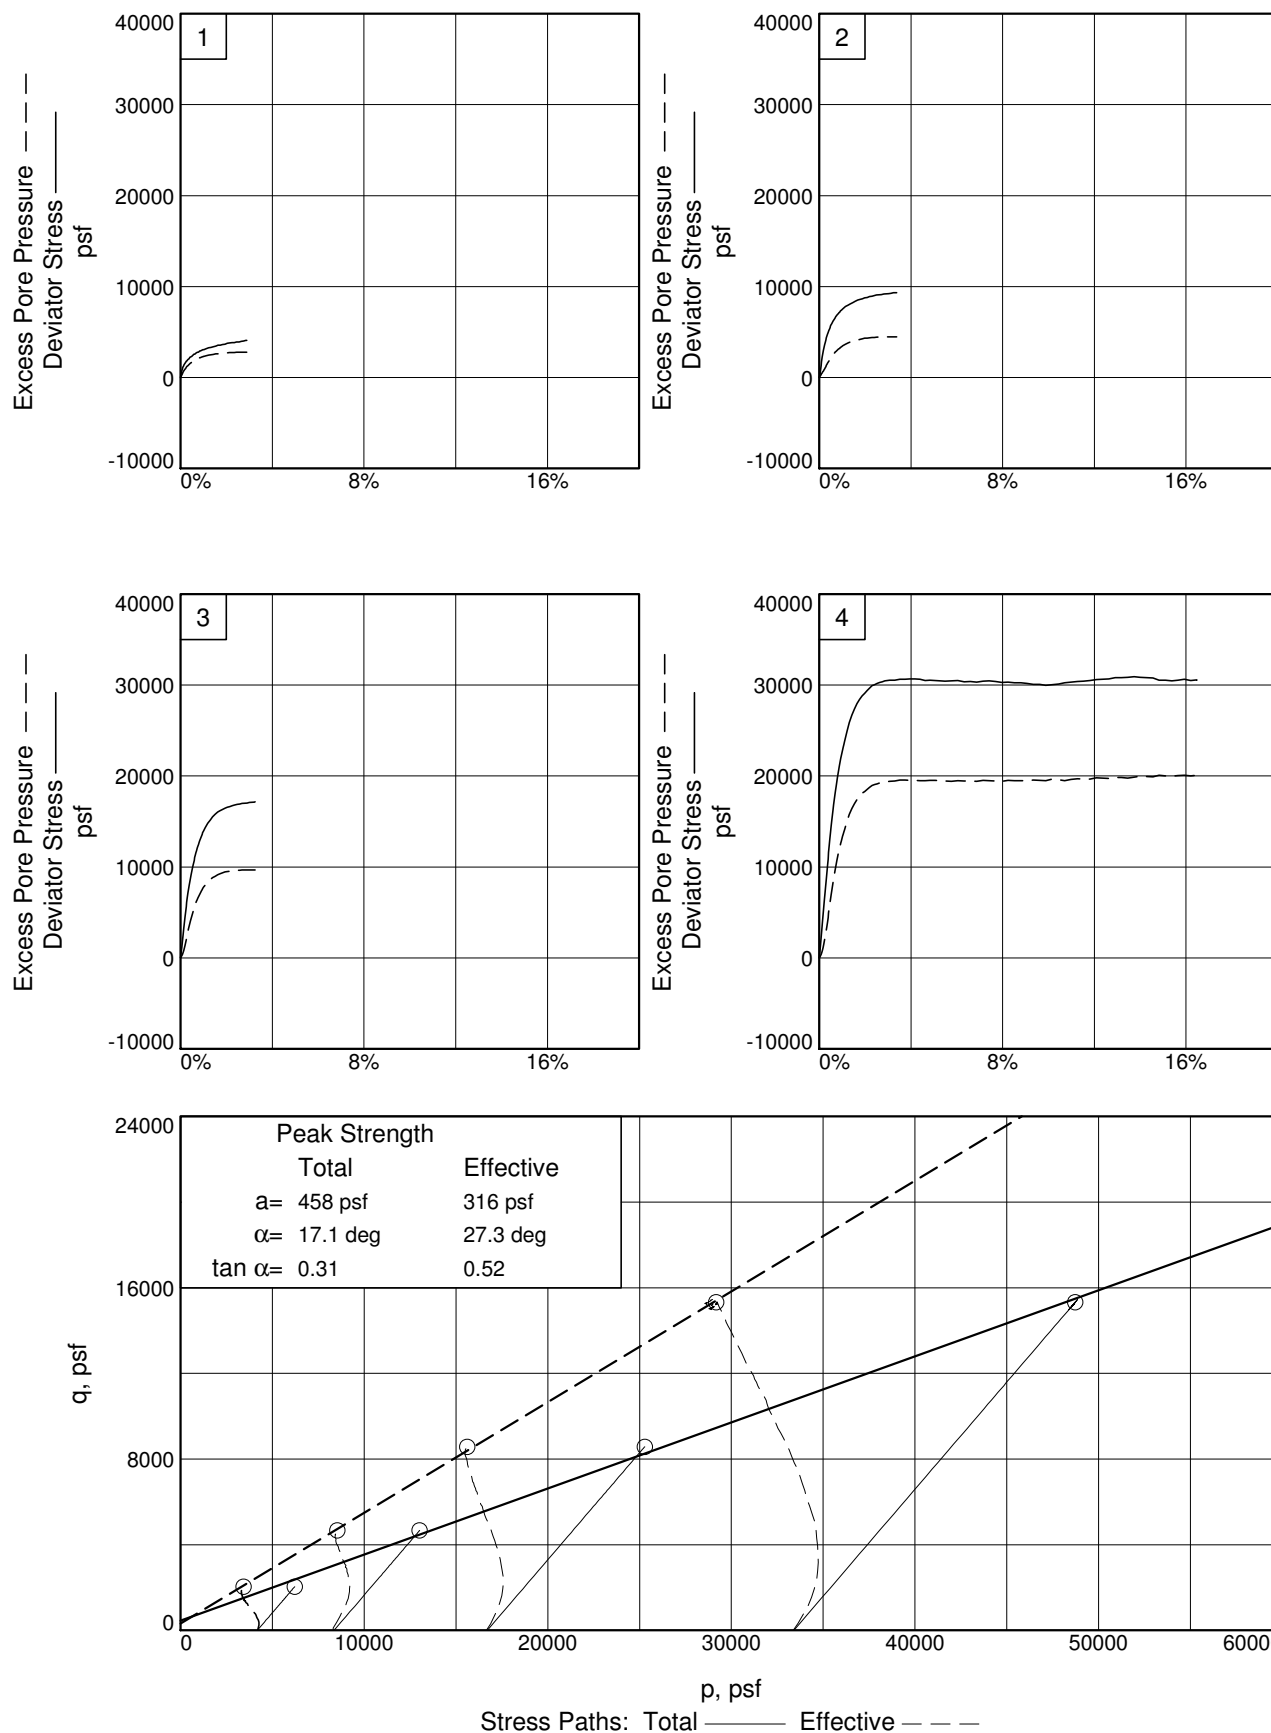 40000
1
30000
20000
10000
0
-10000
0%
8%
16%
Excess Pore Pressure
Deviator Stress
psf
40000
2
30000
20000
10000
0
-10000
0%
8%
16%
Excess Pore Pressure
Deviator Stress
psf
40000
3
30000
20000
10000
0
-10000
0%
8%
16%
Excess Pore Pressure
Deviator Stress
psf
40000
4
30000
20000
10000
0
-10000
0%
8%
16%
Excess Pore Pressure
Deviator Stress
psf
24000
16000
8000
0
q, psf
Peak Strength
Total Effective
a= 458 psf 316 psf
α= 17.1 deg 27.3 deg
tan α= 0.31 0.52
0 10000 20000 30000 40000 50000 6000
p, psf
Stress Paths: Total Effective